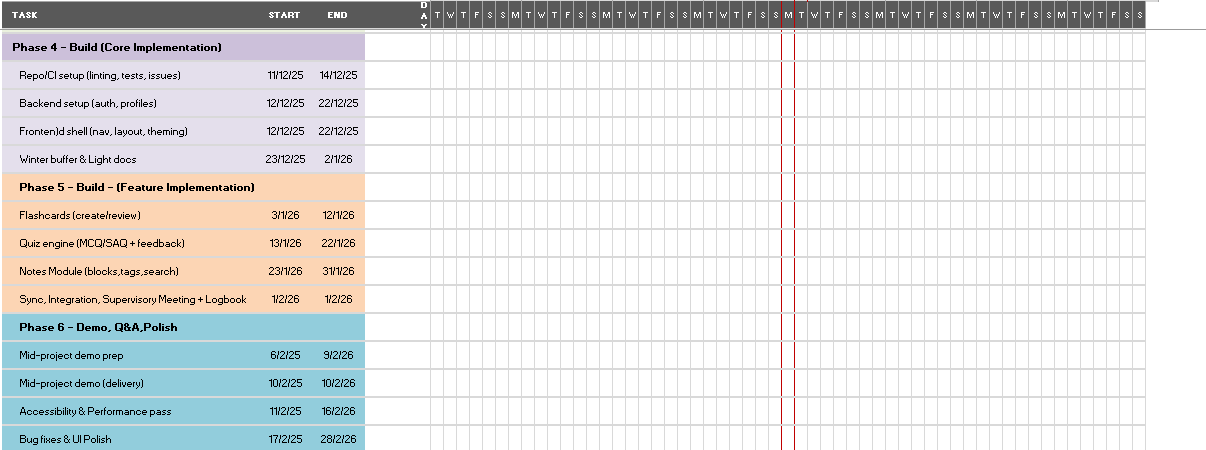 TASK START END DAY T W T F S S M T W T F S S M T W T F S S M T W T F S S M T W T F S S M T W T F S S M T W T F S S M T W T F S S
Phase 4 - Build (Core Implementation)
Repo/CI setup (linting, tests, issues) 11/12/25 14/12/25
Backend setup (auth, profiles) 12/12/25 22/12/25
Fronten)d shell (nav, layout, theming) 12/12/25 22/12/25
Winter buffer & Light docs 23/12/25 2/1/26
Phase 5 - Build - (Feature Implementation)
Flashcards (create/review) 3/1/26 12/1/26
Quiz engine (MCQ/SAQ + feedback) 13/1/26 22/1/26
Notes Module (blocks,tags,search) 23/1/26 31/1/26
Sync, Integration, Supervisory Meeting + Logbook 1/2/26 1/2/26
Phase 6 - Demo, Q&A,Polish
Mid-project demo prep 6/2/25 9/2/26
Mid-project demo (delivery) 10/2/25 10/2/26
Accessibility & Performance pass 11/2/25 16/2/26
Bug fixes & UI Polish 17/2/25 28/2/26